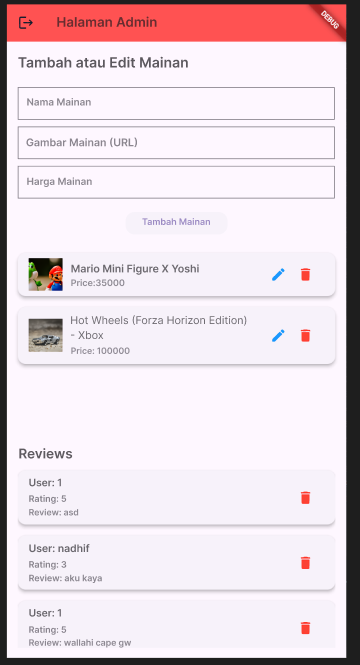 Halaman Admin
DEBUG
Tambah atau Edit Mainan
Nama Mainan
Gambar Mainan (URL)
Harga Mainan
Tambah Mainan
Mario Mini Figure X Yoshi
Price:35000
Hot Wheels (Forza Horizon Edition)
- Xbox
Price: 100000
Reviews
User: 1
Rating: 5
Review: asd
User: nadhif
Rating: 3
Review: aku kaya
User: 1
Rating: 5
Review: wallahi cape gw